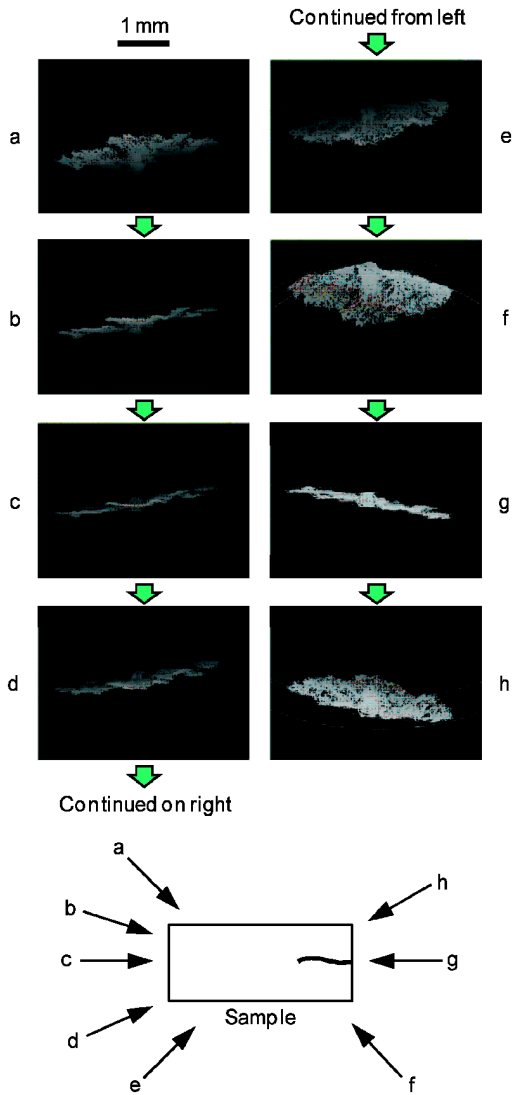 1 mm
Continued from left
a
e
b
f
c
g
d
h
Continued on right
a
h
b
c
g
Sample
d
e
f